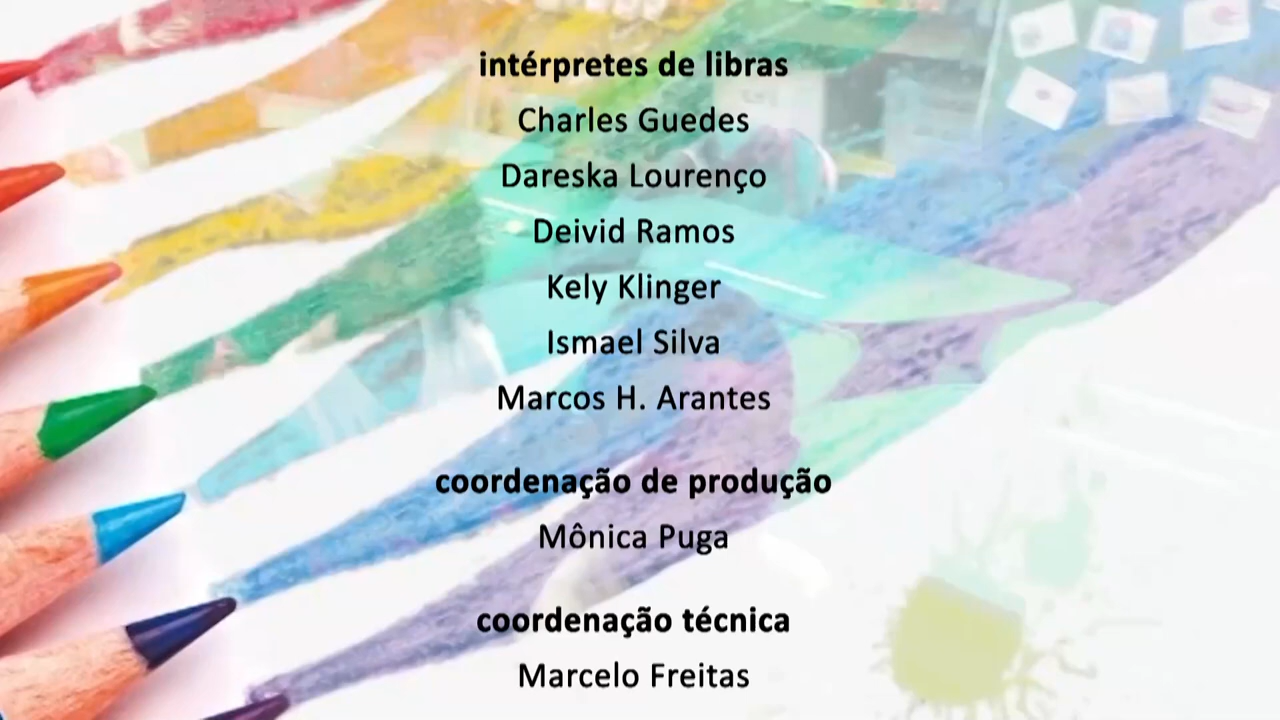 intérpretes de libras
Charles Guedes
Dareska Lourenço
Deivid Ramos
Kely Klinger
Ismael Silva
Marcos H. Arantes
coordenação de produção
Mônica Puga
coordenação técnica
Marcelo Freitas